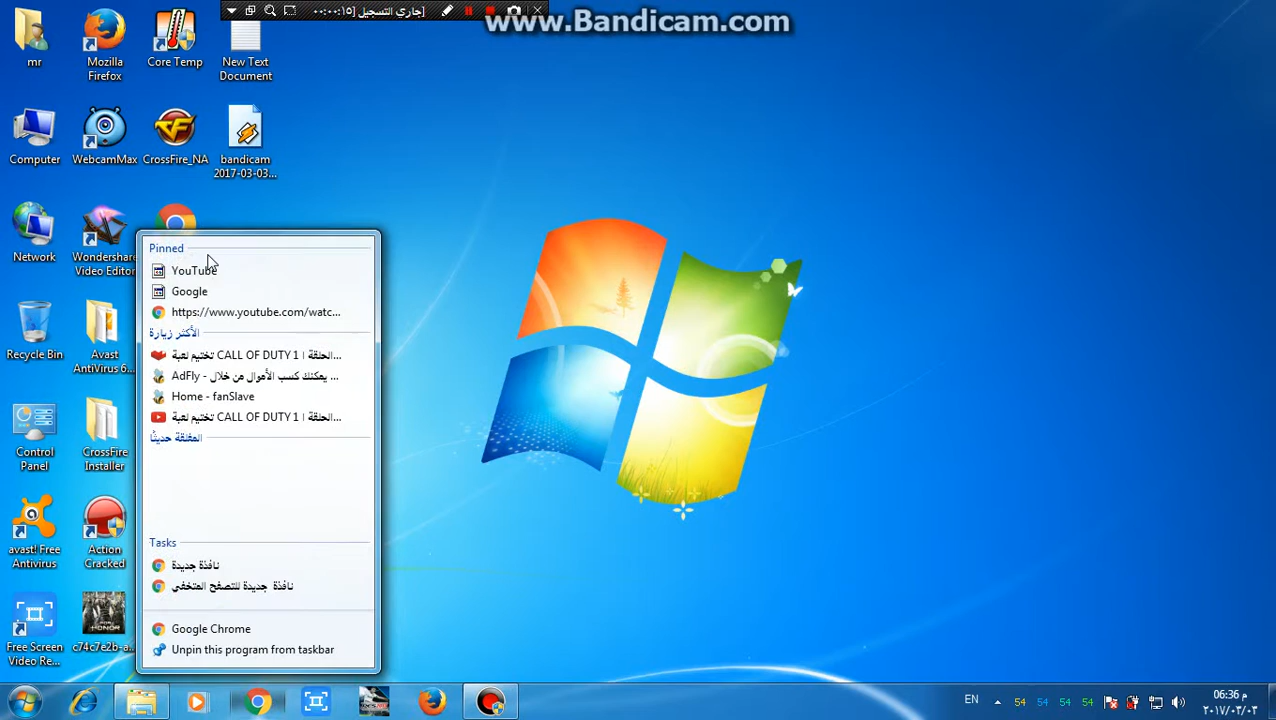 [جاري التسجيل [٠٠:٠٠:١٥
www.Bandicam.com
mr
Mozilla
Firefox
Core Temp
New Text
Document
Computer
WebcamMax
CrossFire_NA
bandicam
2017-03-03...
Network
Wondershare
Video Editor
Recycle Bin
Avast
AntiVirus 6...
Control
Panel
CrossFire
Installer
avast! Free
Antivirus
Action
Cracked
Free Screen
Video Re...
c74c7e2b-a...
Pinned
YouTube
Google
https://www.youtube.com/watc...
الأكثر زيارة
الحلقة ١ | CALL OF DUTY 1 تختيم لعبة...
AdFly - يمكنك كسب الأموال من خلال ...
Home - fanSlave
الحلقة ١ | CALL OF DUTY 1 تختيم لعبة...
المغلقة حديثًا
Tasks
نافذة جديدة
نافذة جديدة للتصفح المتخفي
Google Chrome
Unpin this program from taskbar
EN
54 54 54 54
06:36 م
٢٠١٧/٠٣/٠٣